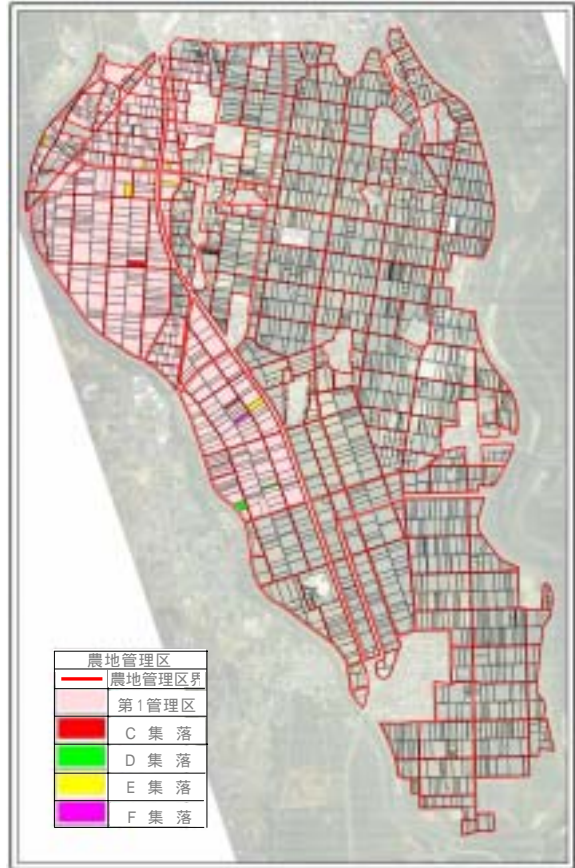 農地管理区
農地管理区界
第1管理区
C 集 落
D 集 落
E 集 落
F 集 落